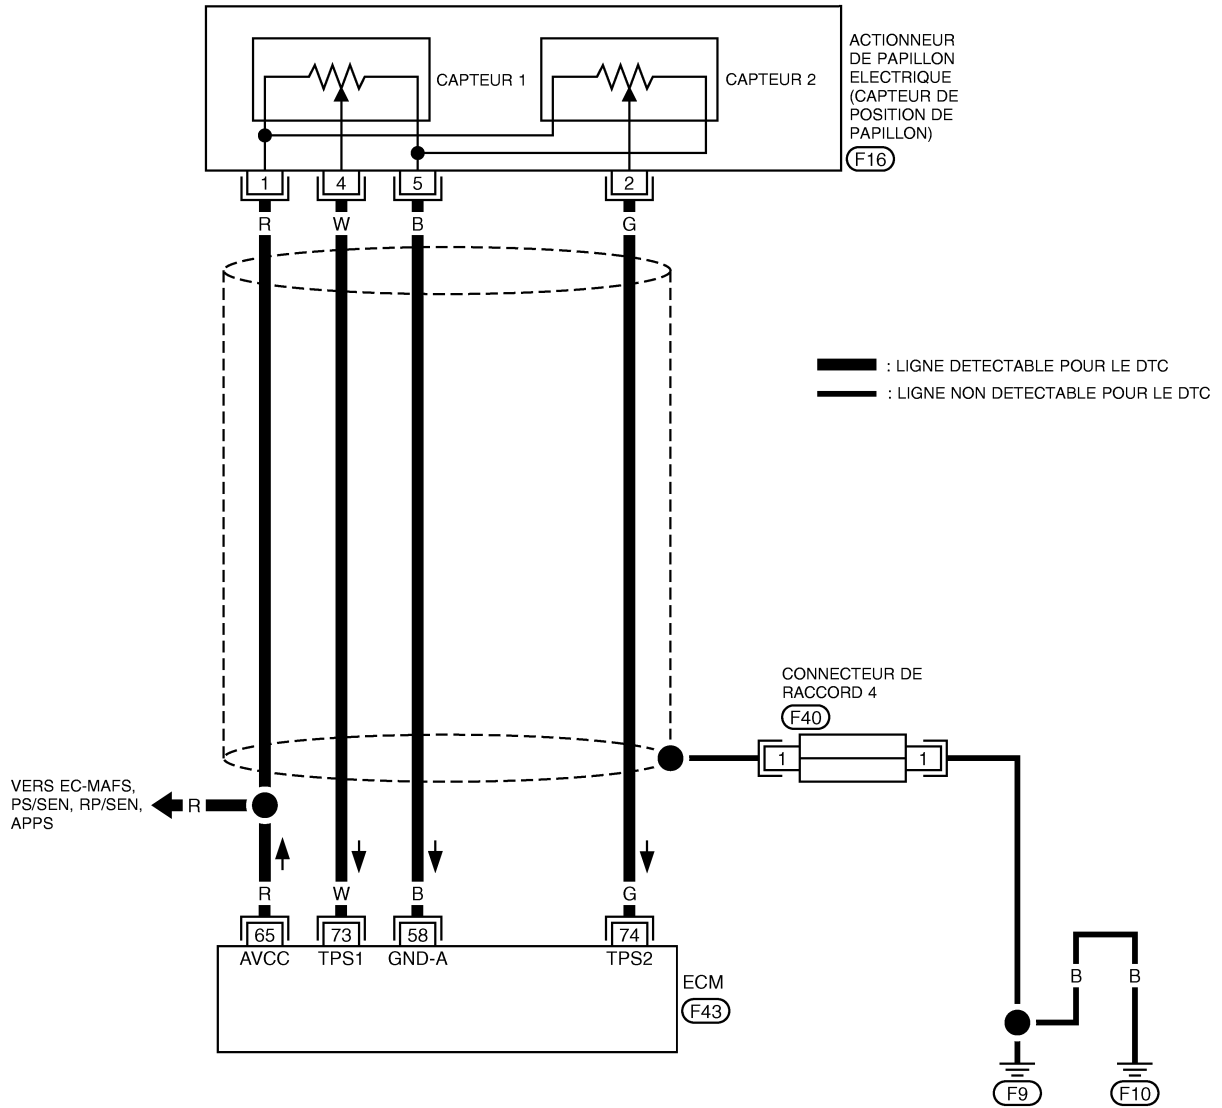 ACTIONNEUR
DE PAPILLON
ELECTRIQUE
(CAPTEUR DE
POSITION DE
PAPILLON)
F16
CAPTEUR 1
CAPTEUR 2
1
4
5
2
R
W
B
G
: LIGNE DETECTABLE POUR LE DTC
: LIGNE NON DETECTABLE POUR LE DTC
CONNECTEUR DE
RACCORD 4
F40
1
1
VERS EC-MAFS,
PS/SEN, RP/SEN,
APPS
R
R
W
B
G
65
73
58
74
AVCC
TPS1
GND-A
TPS2
ECM
F43
B
B
F9
F10